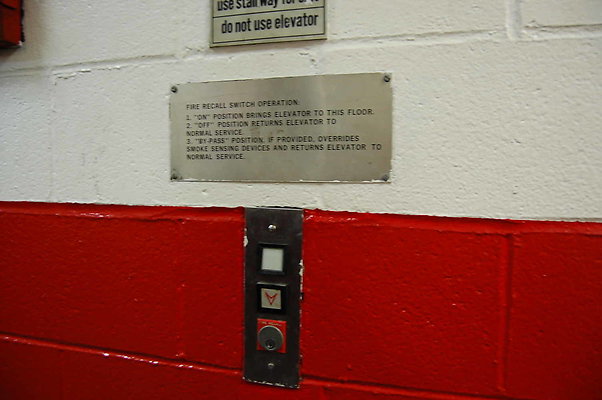 use stairway for
do not use elevator
FIRE RECALL SWITCH OPERATION:
1. "ON" POSITION BRINGS ELEVATOR TO THIS FLOOR.
2. "OFF" POSITION RETURNS ELEVATOR TO
NORMAL SERVICE.
3. "BY-PASS" POSITION, IF PROVIDED, OVERRIDES
SMOKE SENSING DEVICES AND RETURNS ELEVATOR TO
NORMAL SERVICE.